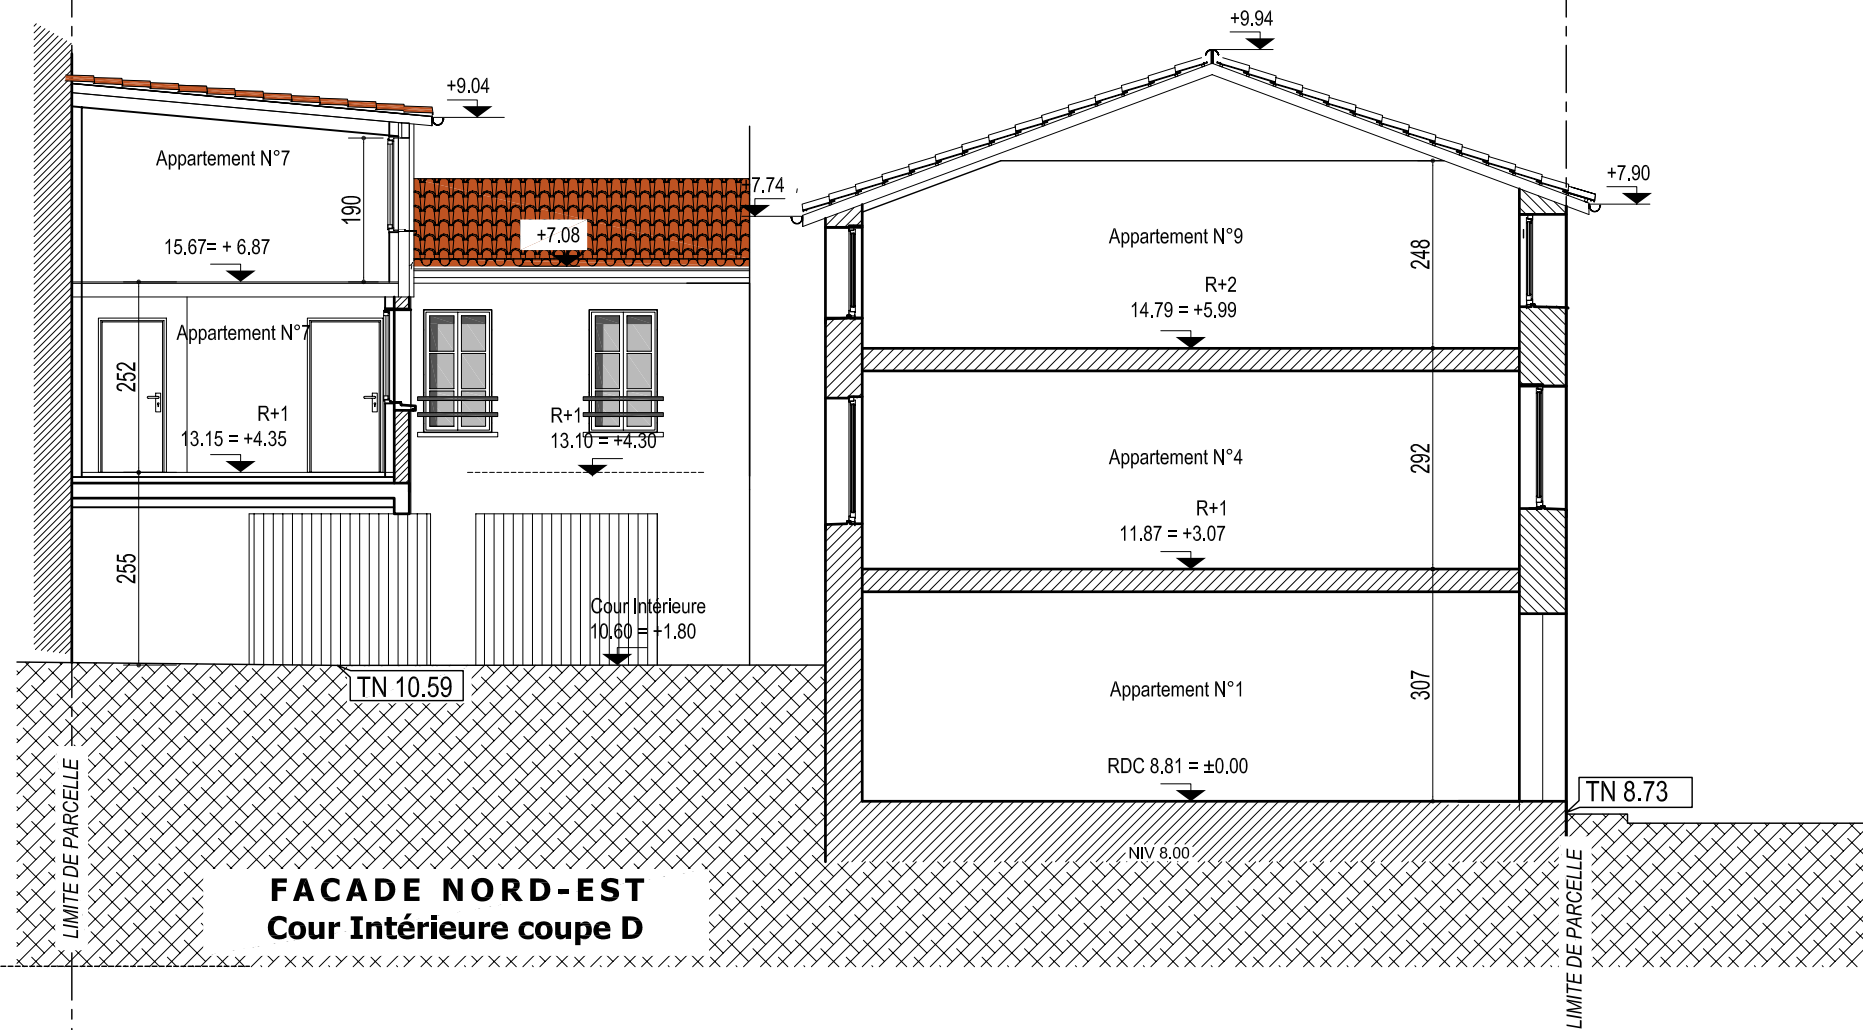 +9.94
+9.04
Appartement N°7
+7.90
+7.74
190
+7.08
Appartement N°9
15.67= + 6.87
248
R+2
14.79 = +5.99
Appartement N°7
252
R+1
13.15 = +4.35
R+1
13.10 = +4.30
Appartement N°4
292
R+1
11.87 = +3.07
255
Cour Intérieure
10.60 = +1.80
TN 10.59
Appartement N°1
307
RDC 8.81 = ±0.00
TN 8.73
NIV 8.00
LIMITE DE PARCELLE
FACADE NORD-EST
Cour Intérieure coupe D
LIMITE DE PARCELLE